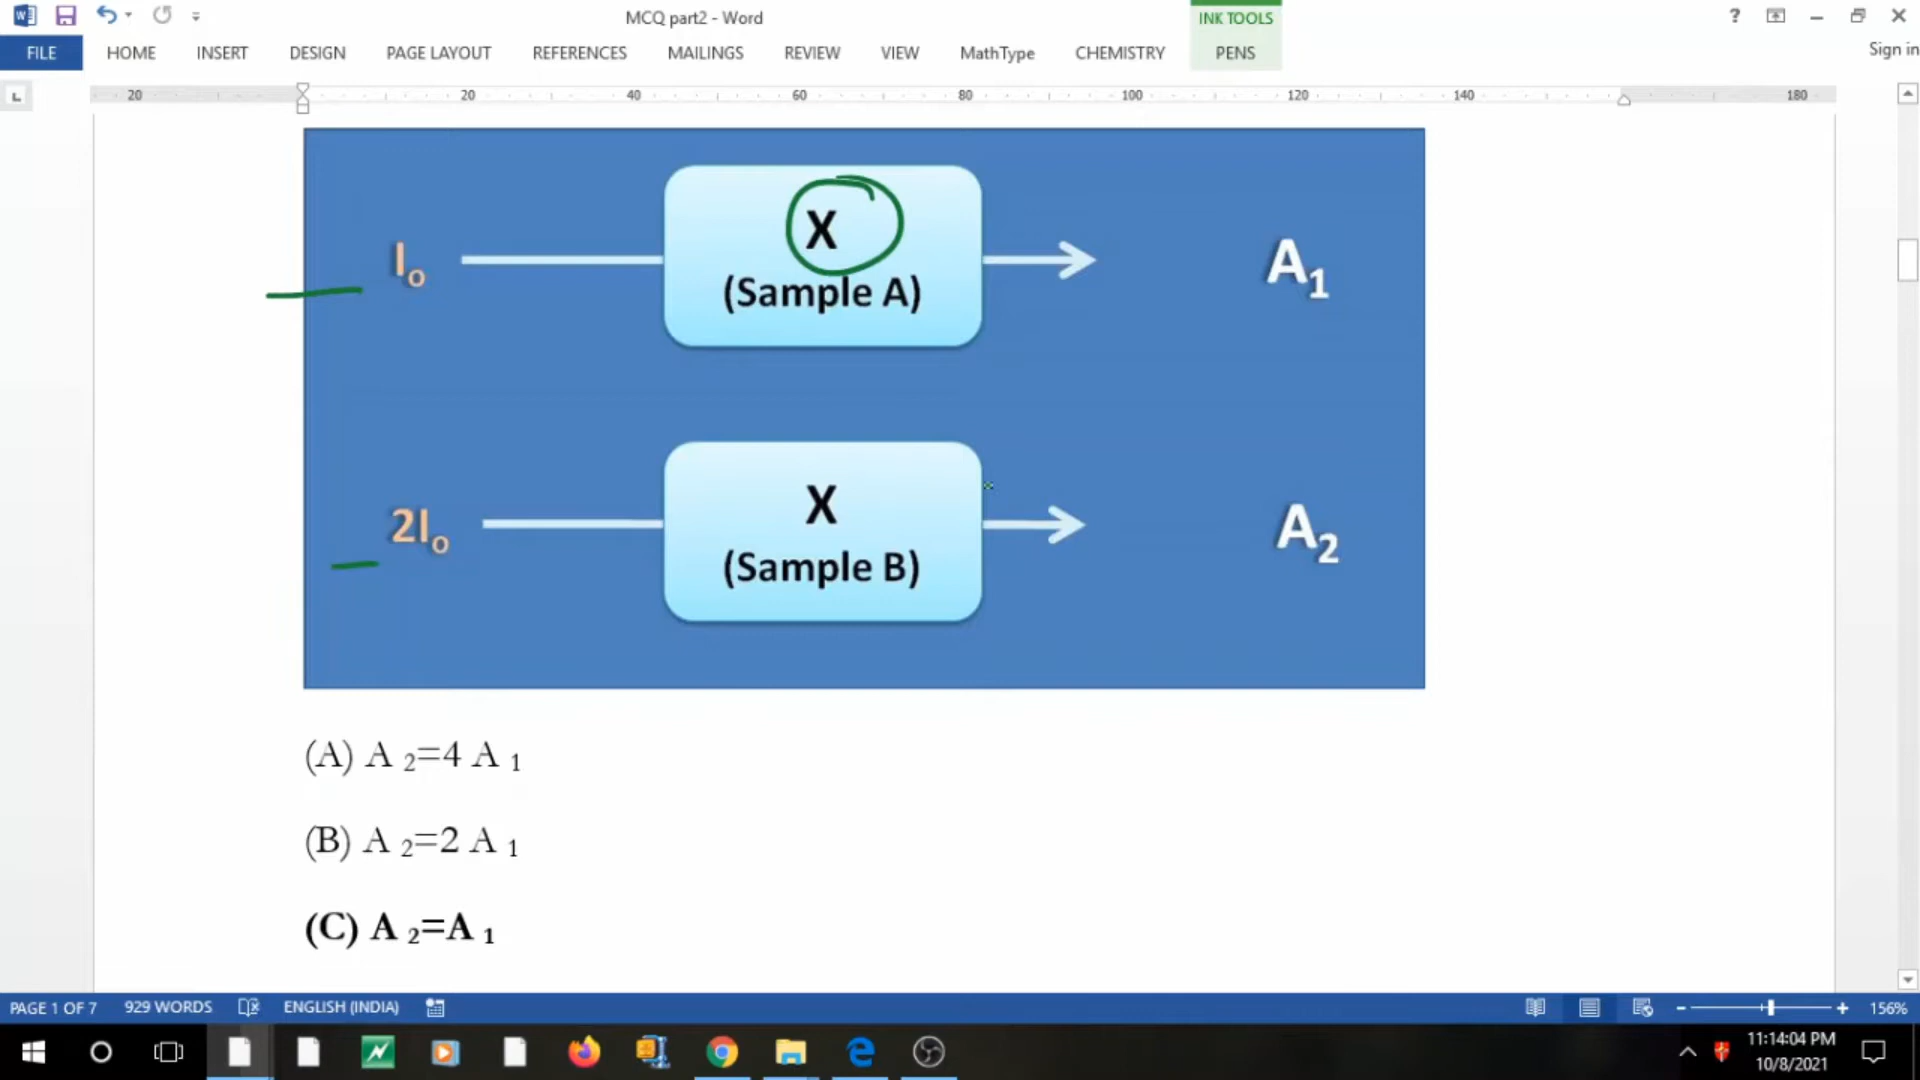 MCQ part2 - Word
INK TOOLS
?
FILE HOME INSERT DESIGN PAGE LAYOUT REFERENCES MAILINGS REVIEW VIEW MathType CHEMISTRY PENS
Sign in
20 20 40 60 80 100 120 140 180
I₀
X
(Sample A)
A₁
2I₀
X
(Sample B)
A₂
(A) A ₂=4 A ₁
(B) A ₂=2 A ₁
(C) A ₂=A ₁
PAGE 1 OF 7 929 WORDS ENGLISH (INDIA) 156%
11:14:04 PM
10/8/2021